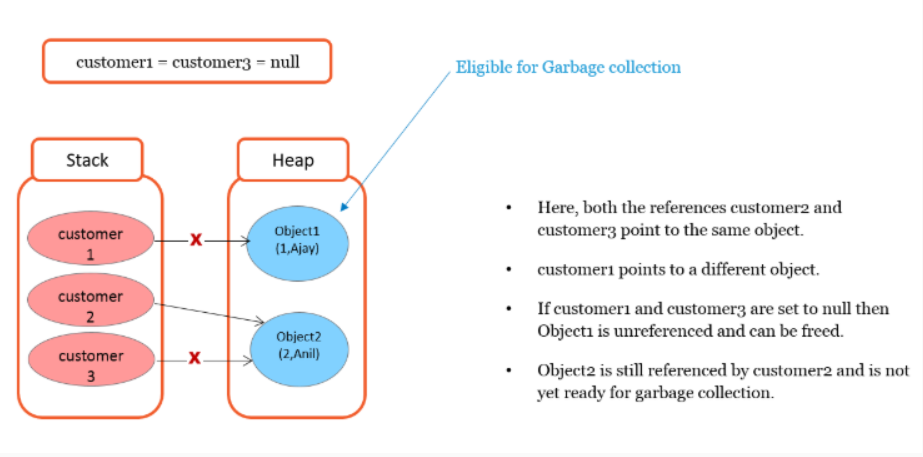 customer1 = customer3 = null
Eligible for Garbage collection
Stack
Heap
customer
1
customer
2
customer
3
X
X
Object1
(1,Ajay)
Object2
(2,Anil)
• Here, both the references customer2 and
customer3 point to the same object.
• customer1 points to a different object.
• If customer1 and customer3 are set to null then
Object1 is unreferenced and can be freed.
• Object2 is still referenced by customer2 and is not
yet ready for garbage collection.